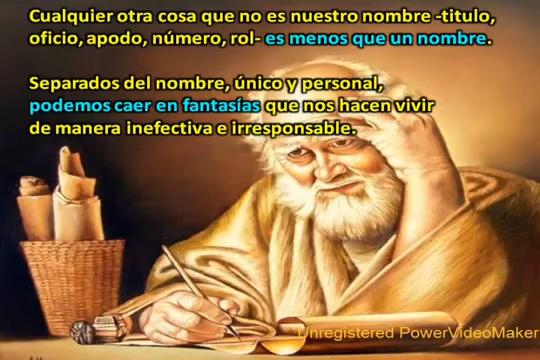 Cualquier otra cosa que no es nuestro nombre -titulo,
oficio, apodo, número, rol- es menos que un nombre.
Separados del nombre, único y personal,
podemos caer en fantasías que nos hacen vivir
de manera inefectiva e irresponsable.
Unregistered PowerVideoMaker